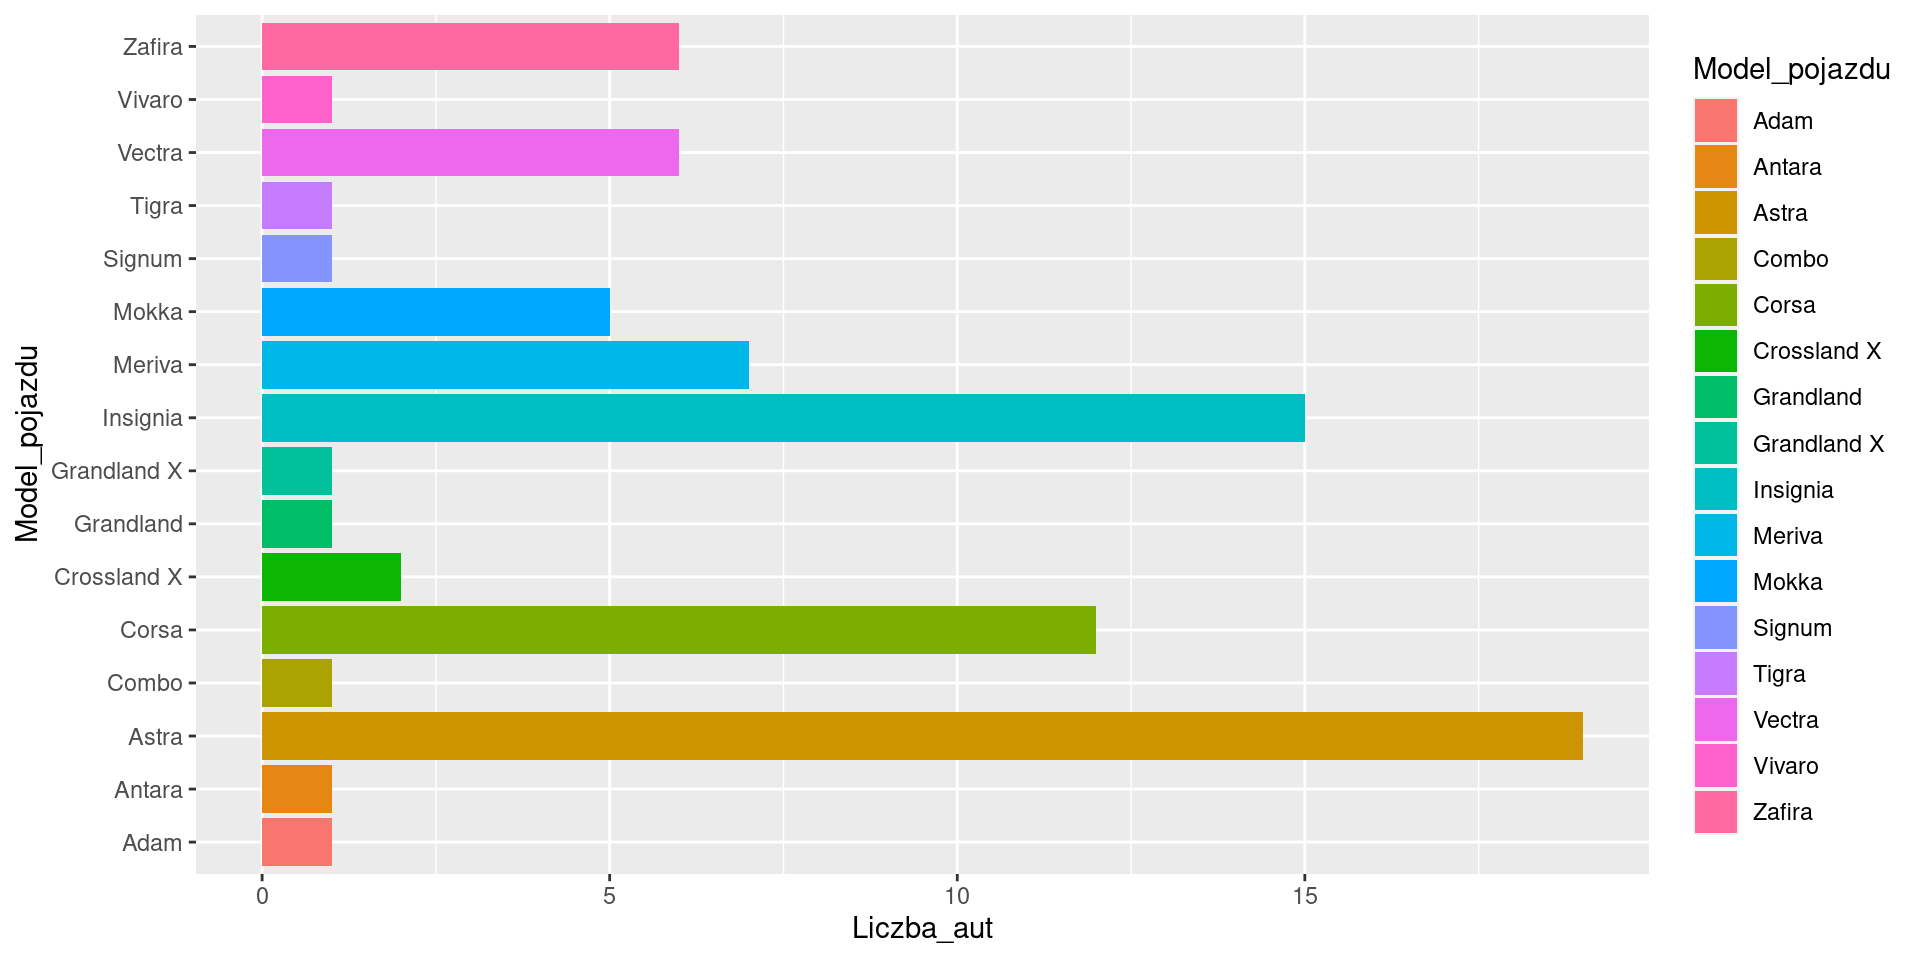 Zafira
Vivaro
Vectra
Tigra
Signum
Mokka
Meriva
Insignia
Grandland X
Grandland
Crossland X
Corsa
Combo
Astra
Antara
Adam
Model_pojazdu
0 5 10 15
Liczba_aut
Model_pojazdu
Adam
Antara
Astra
Combo
Corsa
Crossland X
Grandland
Grandland X
Insignia
Meriva
Mokka
Signum
Tigra
Vectra
Vivaro
Zafira